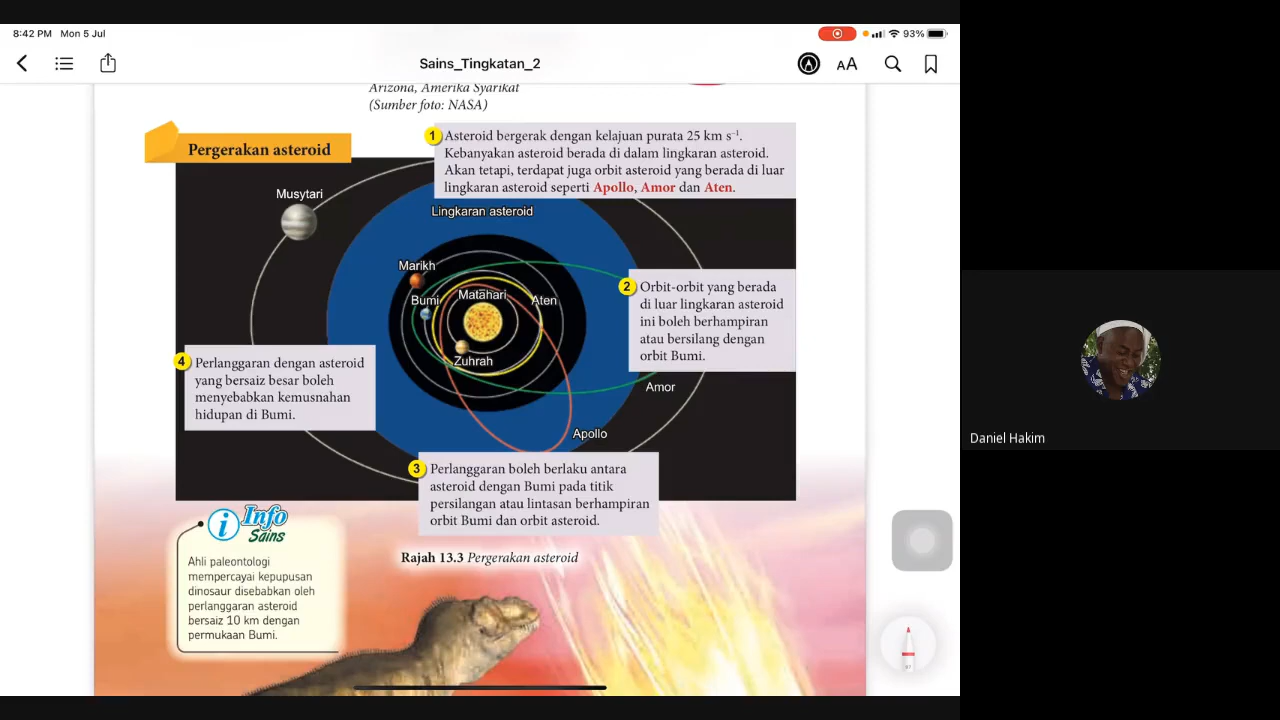 8:42 PM Mon 5 Jul
93%
Sains_Tingkatan_2
AA
Arizona, Amerika Syarikat
(Sumber foto: NASA)
Pergerakan asteroid
1 Asteroid bergerak dengan kelajuan purata 25 km s⁻¹.
Kebanyakan asteroid berada di dalam lingkaran asteroid.
Akan tetapi, terdapat juga orbit asteroid yang berada di luar
lingkaran asteroid seperti Apollo, Amor dan Aten.
Musytari
Lingkaran asteroid
Marikh
Bumi
Matahari
Aten
Zuhrah
2 Orbit-orbit yang berada
di luar lingkaran asteroid
ini boleh berhampiran
atau bersilang dengan
orbit Bumi.
4 Perlanggaran dengan asteroid
yang bersaiz besar boleh
menyebabkan kemusnahan
hidupan di Bumi.
Amor
Apollo
3 Perlanggaran boleh berlaku antara
asteroid dengan Bumi pada titik
persilangan atau lintasan berhampiran
orbit Bumi dan orbit asteroid.
Rajah 13.3 Pergerakan asteroid
i Info
Sains
Ahli paleontologi
mempercayai kepupusan
dinosaur disebabkan oleh
perlanggaran asteroid
bersaiz 10 km dengan
permukaan Bumi.
Daniel Hakim